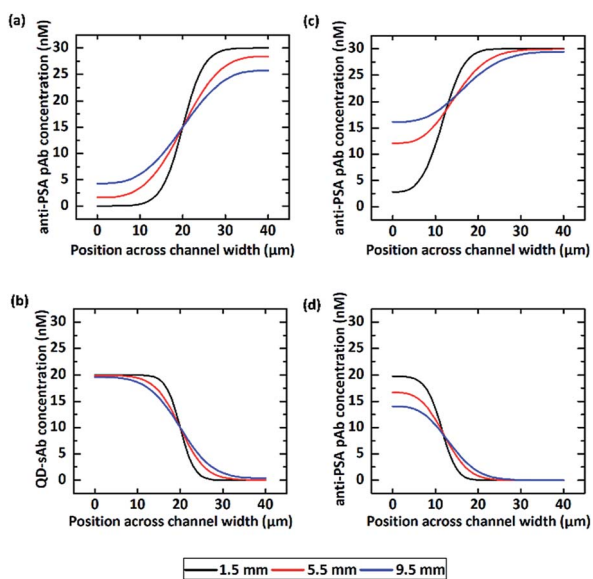 (a)
anti-PSA pAb concentration (nM)
30
25
20
15
10
5
0
0 10 20 30 40
Position across channel width (μm)
(c)
anti-PSA pAb concentration (nM)
30
25
20
15
10
5
0
0 10 20 30 40
Position across channel width (μm)
(b)
QD-sAb concentration (nM)
30
25
20
15
10
5
0
0 10 20 30 40
Position across channel width (μm)
(d)
anti-PSA pAb concentration (nM)
30
25
20
15
10
5
0
0 10 20 30 40
Position across channel width (μm)
1.5 mm 5.5 mm 9.5 mm